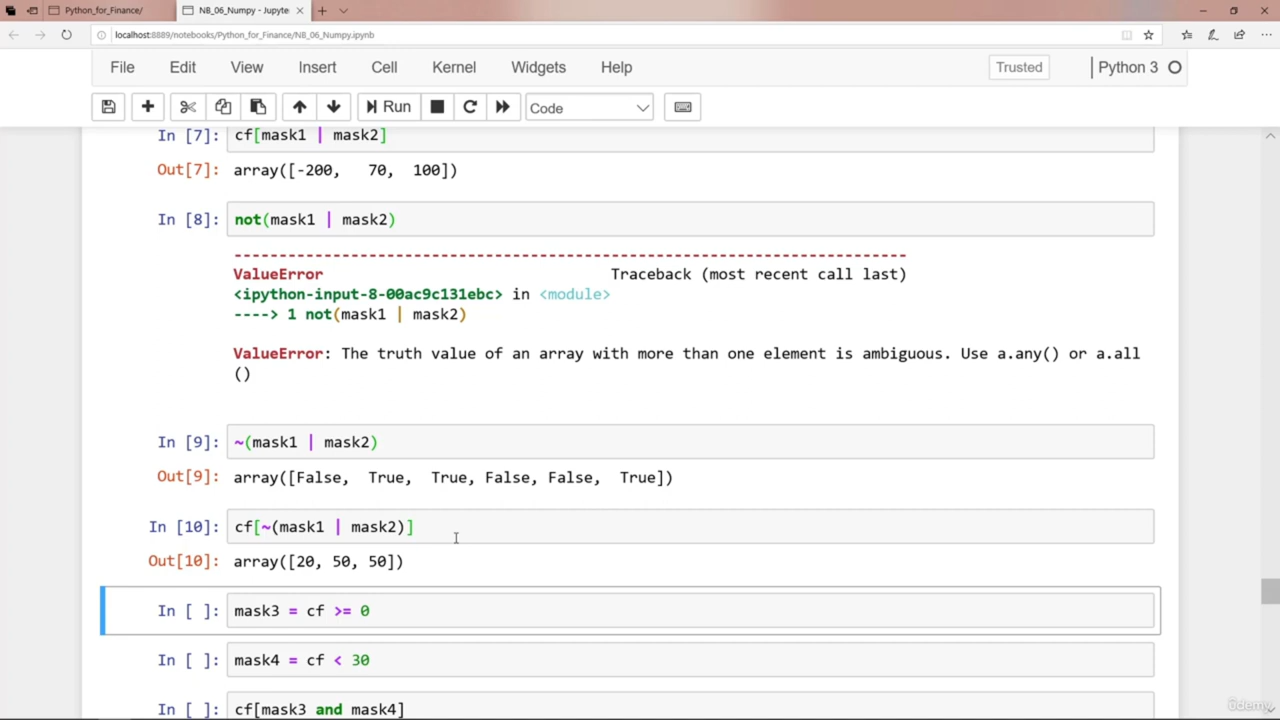 Python_for_Finance/
NB_06_Numpy - Jupyte
localhost:8889/notebooks/Python_for_Finance/NB_06_Numpy.ipynb
File Edit View Insert Cell Kernel Widgets Help Trusted Python 3
Run Code
In [7]: cf[mask1 | mask2]
Out[7]: array([-200, 70, 100])
In [8]: not(mask1 | mask2)
---------------------------------------------------------------------------
ValueError Traceback (most recent call last)
<ipython-input-8-00ac9c131ebc> in <module>
----> 1 not(mask1 | mask2)
ValueError: The truth value of an array with more than one element is ambiguous. Use a.any() or a.all
()
In [9]: ~(mask1 | mask2)
Out[9]: array([False, True, True, False, False, True])
In [10]: cf[~(mask1 | mask2)]
Out[10]: array([20, 50, 50])
In [ ]: mask3 = cf >= 0
In [ ]: mask4 = cf < 30
In [ ]: cf[mask3 and mask4]
ûdemy